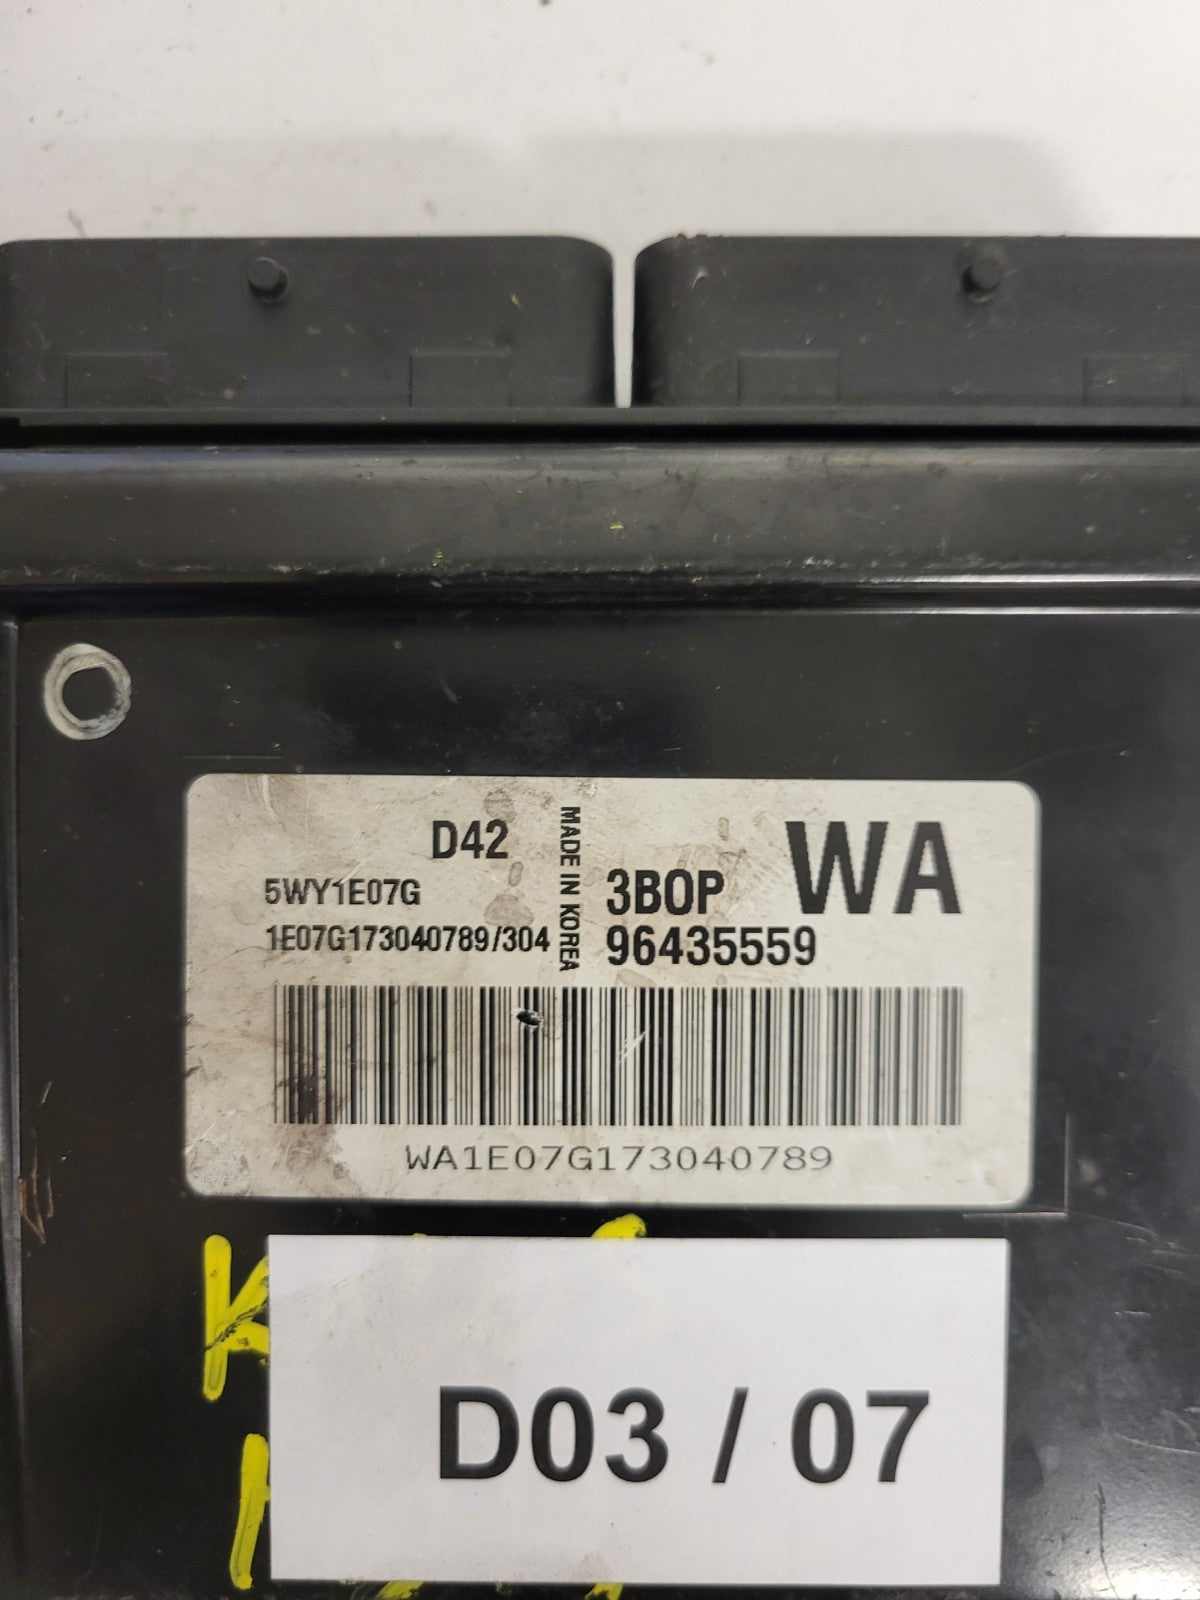 D42
5WY1E07G
1E07G173040789/304
MADE IN KOREA
3BOP
96435559
WA
WA1E07G173040789
D03 / 07